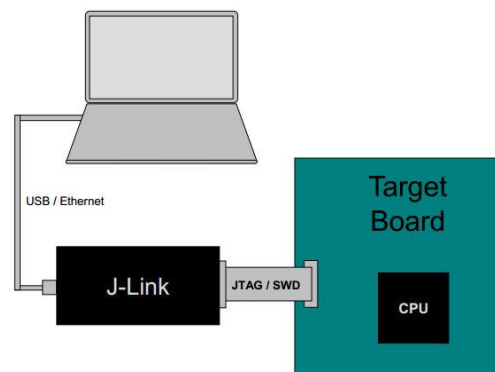 Target
Board
USB / Ethernet
J-Link
JTAG / SWD
CPU